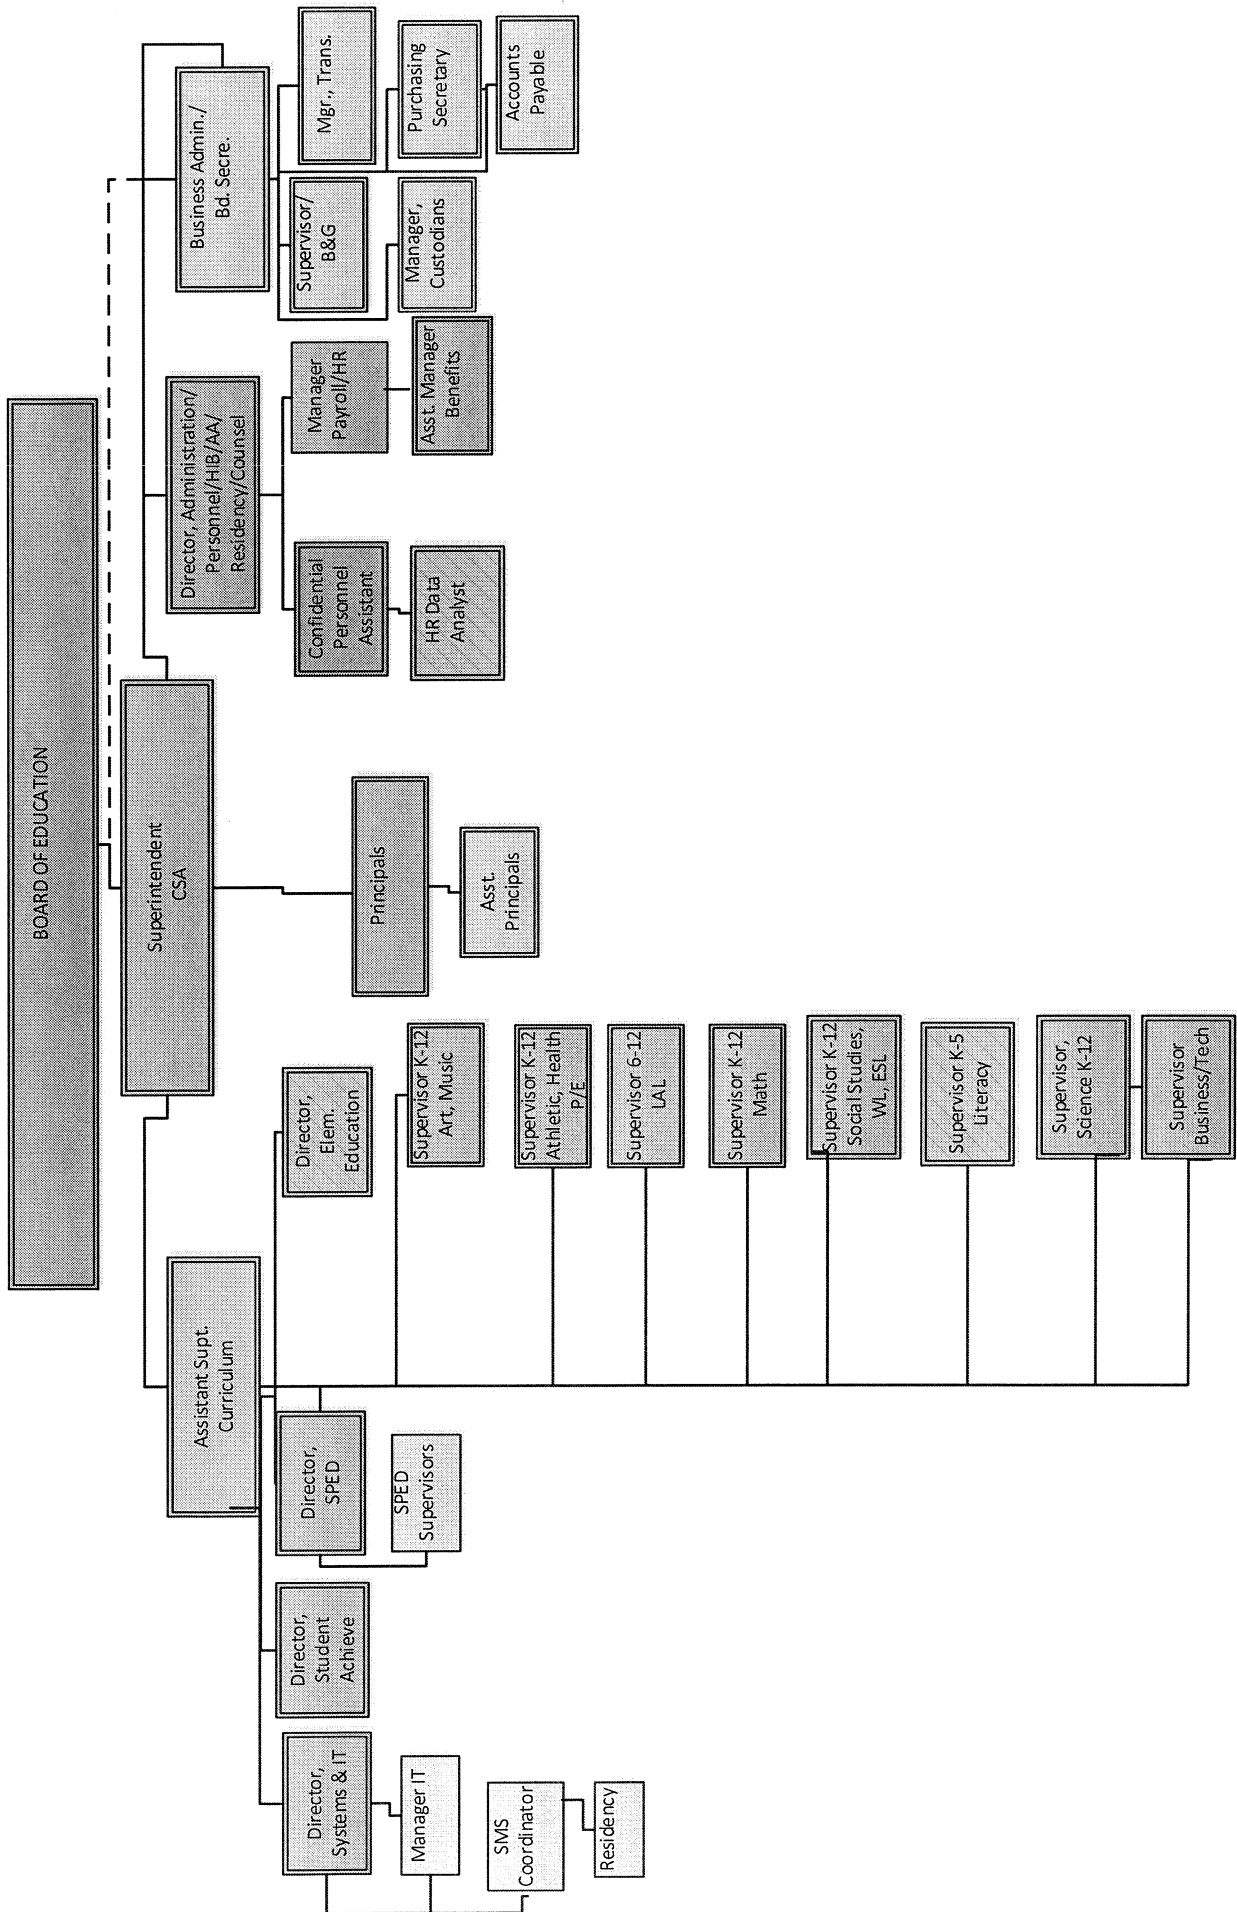 BOARD OF EDUCATION
Superintendent
CSA
Assistant Supt.
Curriculum
Director, Administration/
Personnel/HIB/AA/
Residency/Counsel
Business Admin./
Bd. Secre.
Director,
Systems & IT
Director,
Student
Achieve
Director,
SPED
Director,
Elem.
Education
Principals
Confidential
Personnel
Assistant
Manager
Payroll/HR
Supervisor/
B&G
Mgr., Trans.
Manager IT
SPED
Supervisors
Supervisor K-12
Art, Music
Asst.
Principals
HR Data
Analyst
Asst. Manager
Benefits
Manager,
Custodians
Purchasing
Secretary
SMS
Coordinator
Supervisor K-12
Athletic, Health
P/E
Accounts
Payable
Residency
Supervisor 6-12
LAL
Supervisor K-12
Math
Supervisor K-12
Social Studies,
WL, ESL
Supervisor K-5
Literacy
Supervisor,
Science K-12
Supervisor
Business/Tech